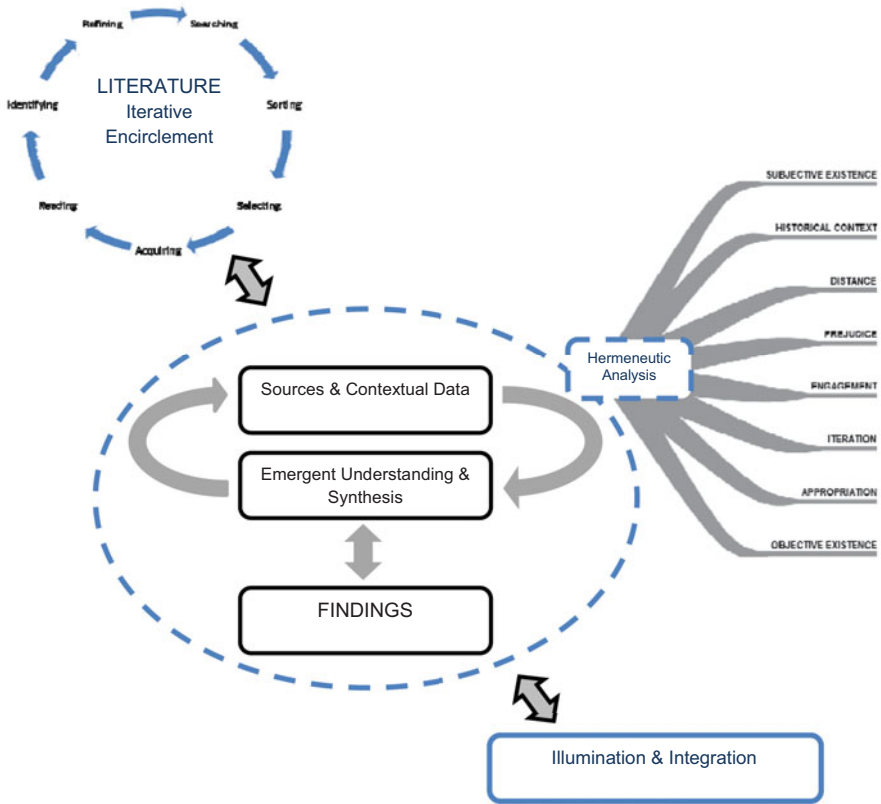 Refining
Searching
Identifying
LITERATURE
Iterative
Encirclement
Sorting
Reading
Selecting
Acquiring
SUBJECTIVE EXISTENCE
HISTORICAL CONTEXT
DISTANCE
PREJUDICE
ENGAGEMENT
ITERATION
APPROPRIATION
OBJECTIVE EXISTENCE
Hermeneutic
Analysis
Sources & Contextual Data
Emergent Understanding &
Synthesis
FINDINGS
Illumination & Integration